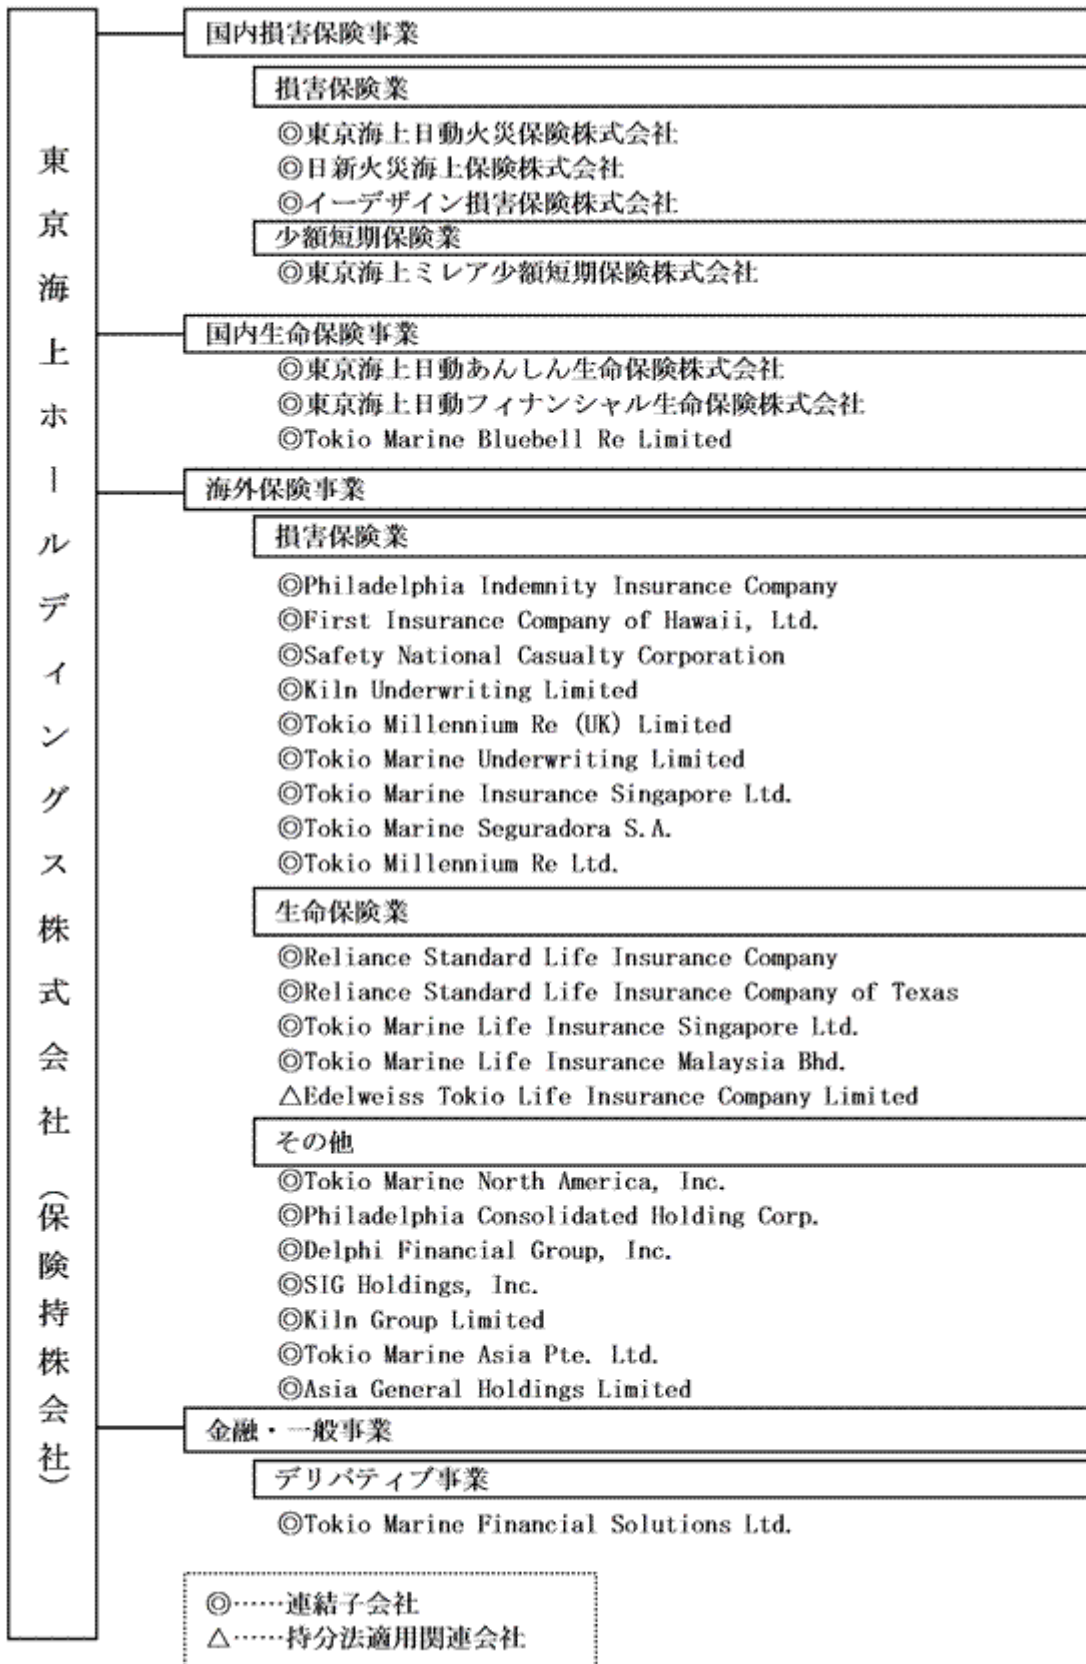 東京海上ホールディングス株式会社(保険持株会社)
国内損害保険事業
損害保険業
◎東京海上日動火災保険株式会社
◎日新火災海上保険株式会社
◎イーデザイン損害保険株式会社
少額短期保険業
◎東京海上ミレア少額短期保険株式会社
国内生命保険事業
◎東京海上日動あんしん生命保険株式会社
◎東京海上日動フィナンシャル生命保険株式会社
◎Tokio Marine Bluebell Re Limited
海外保険事業
損害保険業
◎Philadelphia Indemnity Insurance Company
◎First Insurance Company of Hawaii, Ltd.
◎Safety National Casualty Corporation
◎Kiln Underwriting Limited
◎Tokio Millennium Re (UK) Limited
◎Tokio Marine Underwriting Limited
◎Tokio Marine Insurance Singapore Ltd.
◎Tokio Marine Seguradora S.A.
◎Tokio Millennium Re Ltd.
生命保険業
◎Reliance Standard Life Insurance Company
◎Reliance Standard Life Insurance Company of Texas
◎Tokio Marine Life Insurance Singapore Ltd.
◎Tokio Marine Life Insurance Malaysia Bhd.
△Edelweiss Tokio Life Insurance Company Limited
その他
◎Tokio Marine North America, Inc.
◎Philadelphia Consolidated Holding Corp.
◎Delphi Financial Group, Inc.
◎SIG Holdings, Inc.
◎Kiln Group Limited
◎Tokio Marine Asia Pte. Ltd.
◎Asia General Holdings Limited
金融・一般事業
デリバティブ事業
◎Tokio Marine Financial Solutions Ltd.
◎……連結子会社
△……持分法適用関連会社